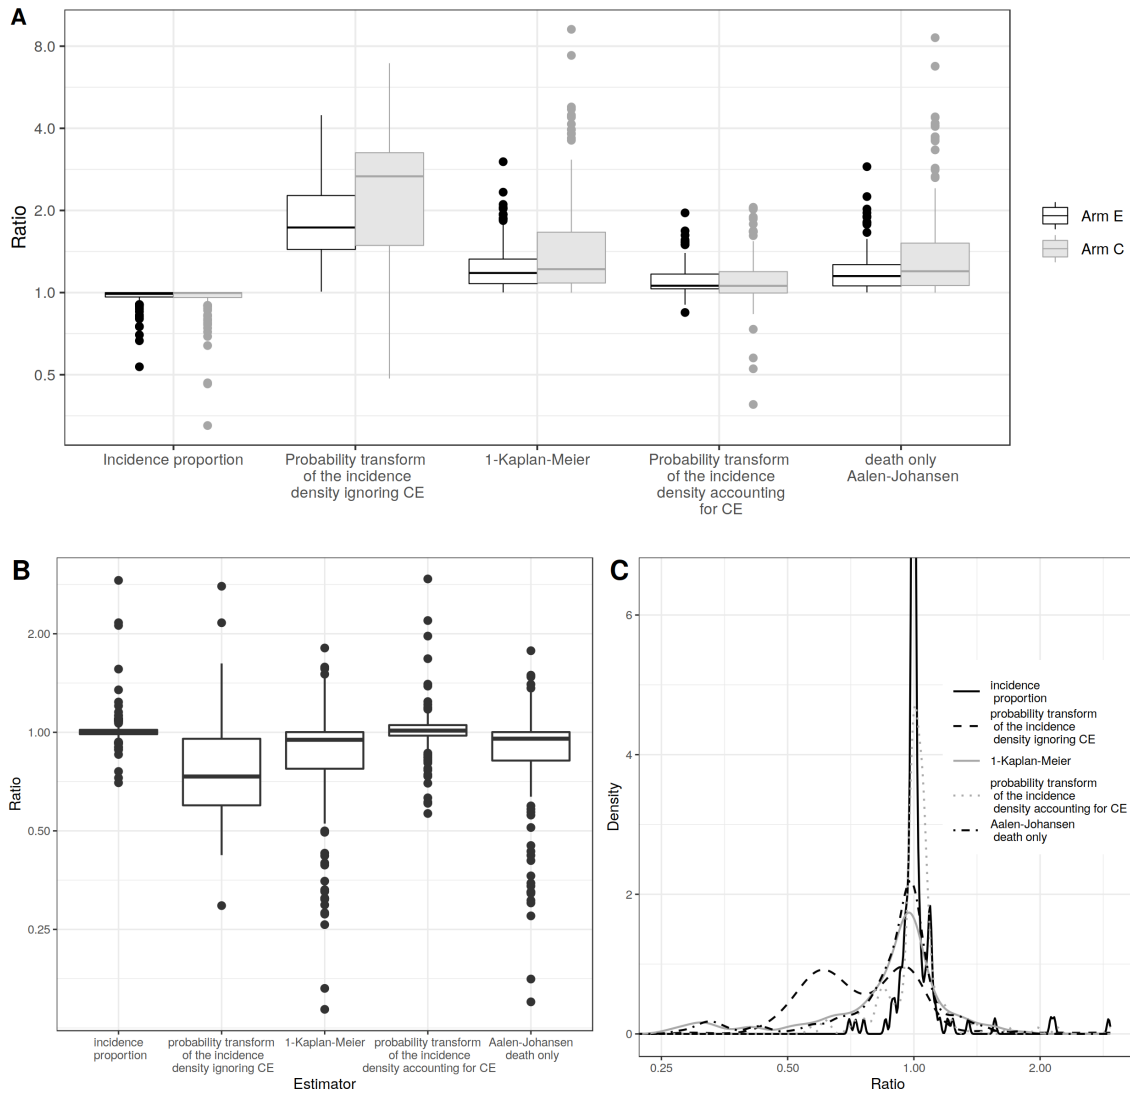 A
8.0
4.0
2.0
1.0
0.5
Ratio
Incidence proportion
Probability transform
of the incidence
density ignoring CE
1-Kaplan-Meier
Probability transform
of the incidence
density accounting
for CE
death only
Aalen-Johansen
Arm E
Arm C
B
2.00
1.00
0.50
0.25
Ratio
incidence
proportion
probability transform
of the incidence
density ignoring CE
1-Kaplan-Meier
probability transform
of the incidence
density accounting for CE
Aalen-Johansen
death only
Estimator
C
6
4
2
0
Density
incidence
proportion
probability transform
of the incidence
density ignoring CE
1-Kaplan-Meier
probability transform
of the incidence
density accounting for CE
Aalen-Johansen
death only
0.25
0.50
1.00
2.00
Ratio